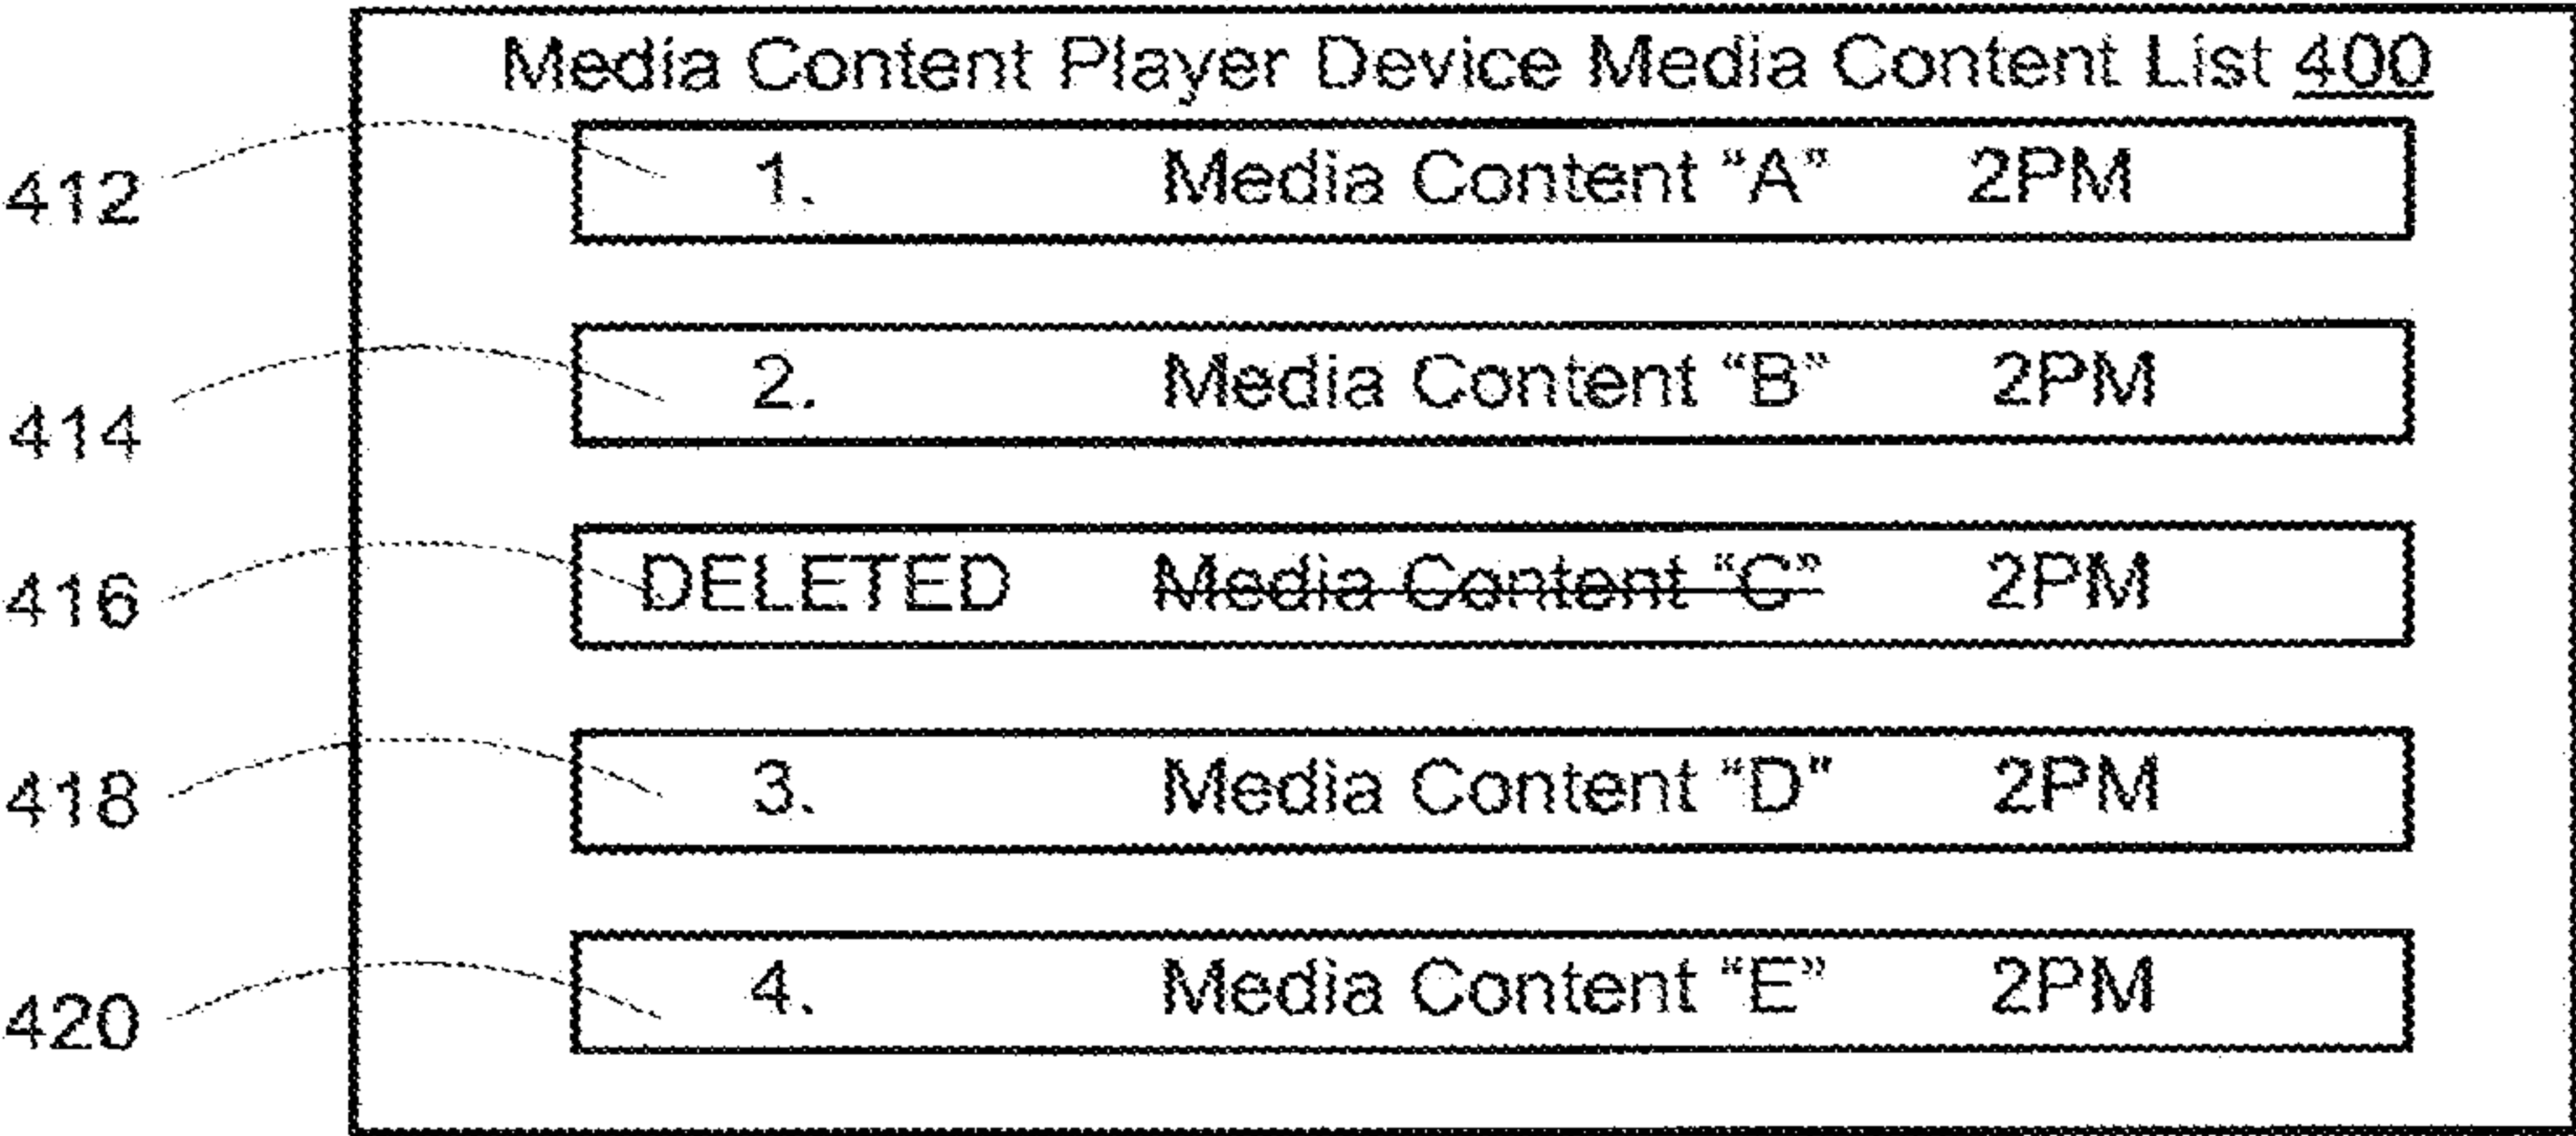 Media Content Player Device Media Content List 400
412 1. Media Content “A” 2PM
414 2. Media Content “B” 2PM
416 DELETED Media Content “C” 2PM
418 3. Media Content “D" 2PM
420 4. Media Content “E” 2PM